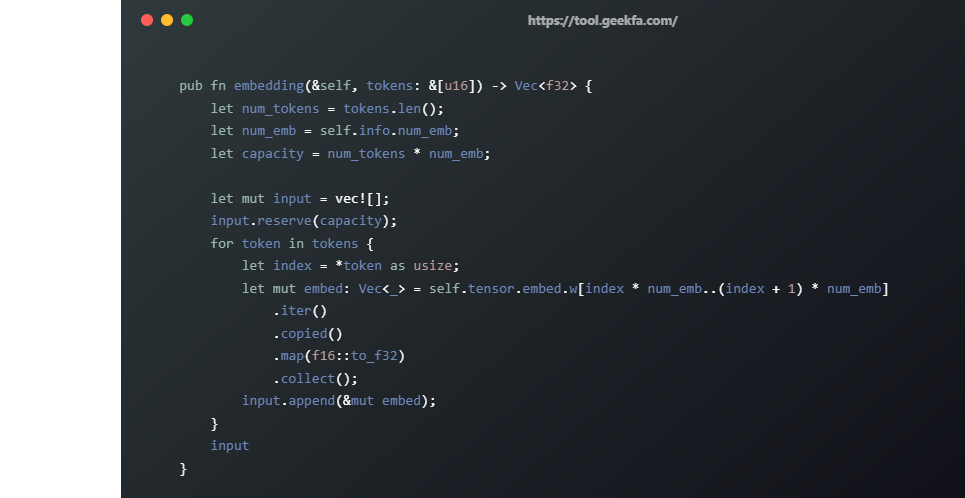 https://tool.geekfa.com/
pub fn embedding(&self, tokens: &[u16]) -> Vec<f32> {
    let num_tokens = tokens.len();
    let num_emb = self.info.num_emb;
    let capacity = num_tokens * num_emb;

    let mut input = vec![];
    input.reserve(capacity);
    for token in tokens {
        let index = *token as usize;
        let mut embed: Vec<_> = self.tensor.embed.w[index * num_emb..(index + 1) * num_emb]
            .iter()
            .copied()
            .map(f16::to_f32)
            .collect();
        input.append(&mut embed);
    }
    input
}